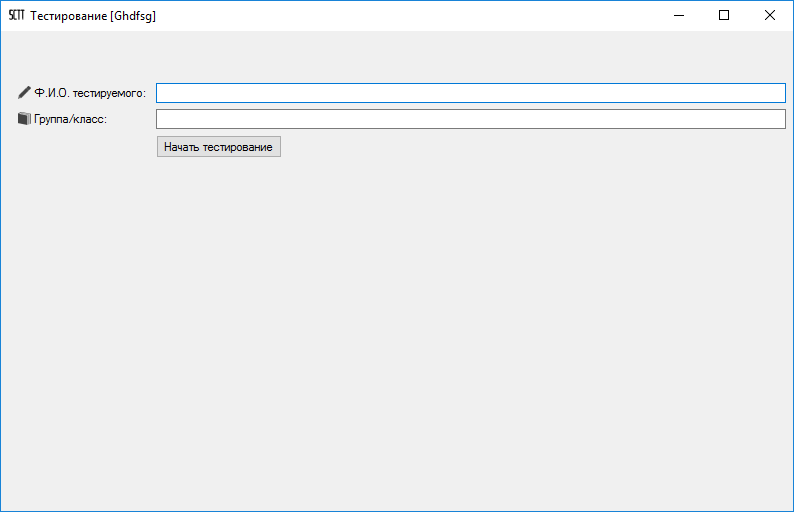 SCTT Тестирование [Ghdfsg]
Ф.И.О. тестируемого:
Группа/класс:
Начать тестирование